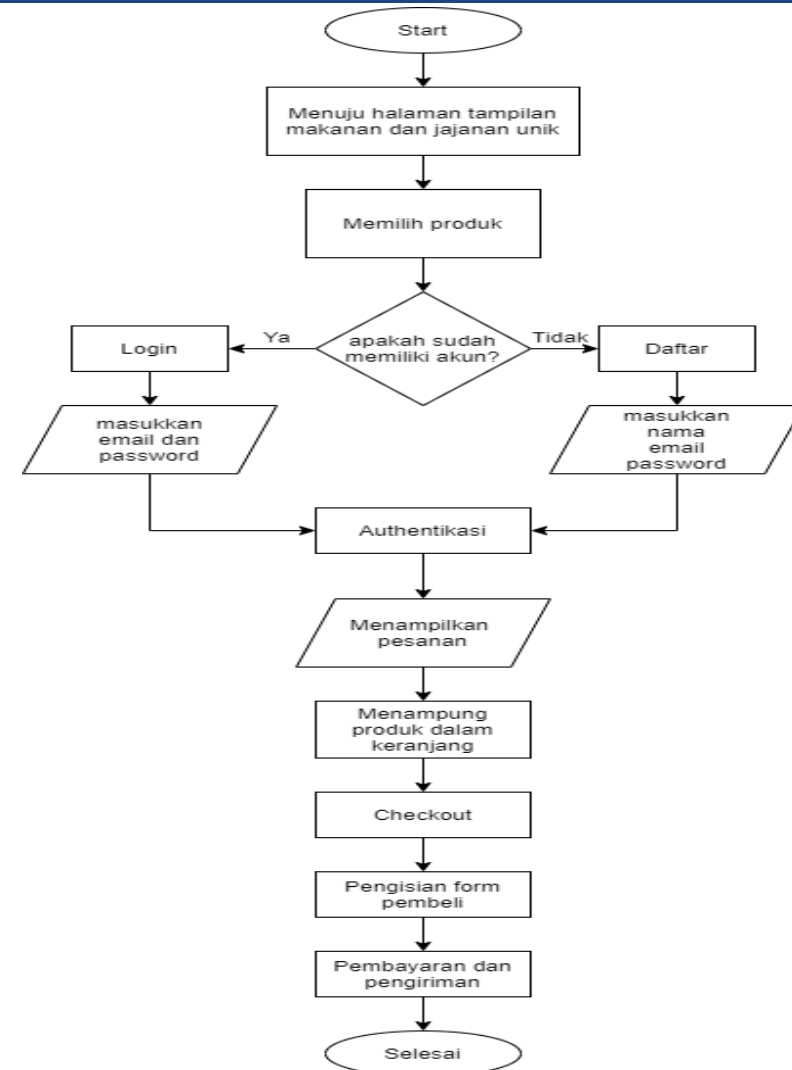 Start
Menuju halaman tampilan
makanan dan jajanan unik
Memilih produk
apakah sudah
memiliki akun?
Ya
Tidak
Login
Daftar
masukkan
email dan
password
masukkan
nama
email
password
Authentikasi
Menampilkan
pesanan
Menampung
produk dalam
keranjang
Checkout
Pengisian form
pembeli
Pembayaran dan
pengiriman
Selesai